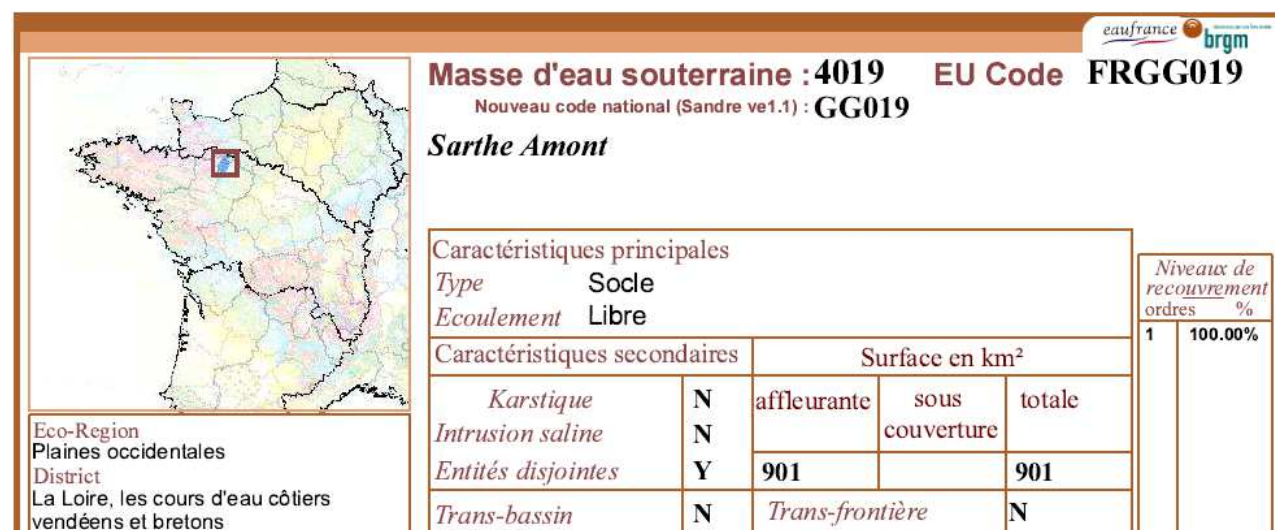 eaufrance brgm
Masse d'eau souterraine : 4019 EU Code FRGG019
Nouveau code national (Sandre ve1.1) : GG019
Sarthe Amont
Caractéristiques principales
Type Socle
Ecoulement Libre
Caractéristiques secondaires Surface en km²
Karstique N affleurante sous couverture totale
Intrusion saline N
Entités disjointes Y 901 901
Trans-bassin N Trans-frontière N
Niveaux de
recouvrement
ordres %
1 100.00%
Eco-Region
Plaines occidentales
District
La Loire, les cours d'eau côtiers
vendéens et bretons